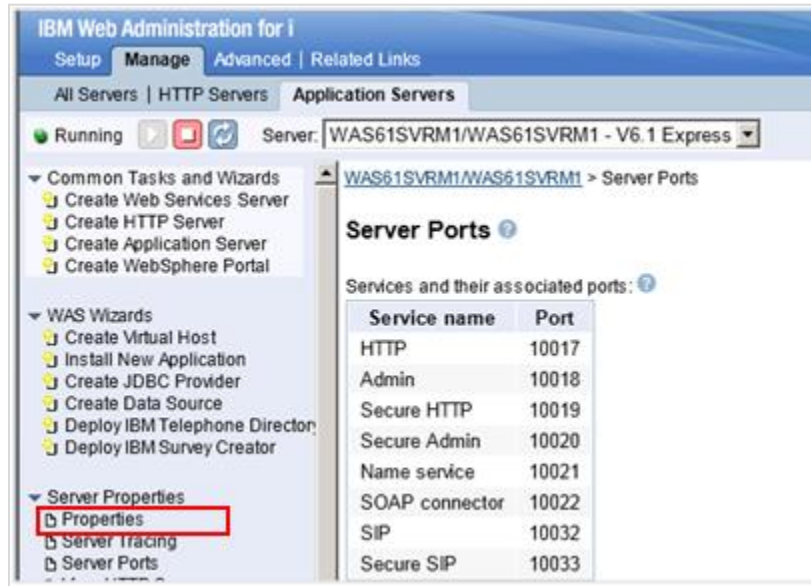 IBM Web Administration for i
Setup Manage Advanced | Related Links
All Servers | HTTP Servers Application Servers
Running Server: WAS61SVRM1/WAS61SVRM1 - V6.1 Express
Common Tasks and Wizards
Create Web Services Server
Create HTTP Server
Create Application Server
Create WebSphere Portal
WAS Wizards
Create Virtual Host
Install New Application
Create JDBC Provider
Create Data Source
Deploy IBM Telephone Director
Deploy IBM Survey Creator
Server Properties
Properties
Server Tracing
Server Ports
WAS61SVRM1/WAS61SVRM1 > Server Ports
Server Ports
Services and their associated ports:
Service name Port
HTTP 10017
Admin 10018
Secure HTTP 10019
Secure Admin 10020
Name service 10021
SOAP connector 10022
SIP 10032
Secure SIP 10033